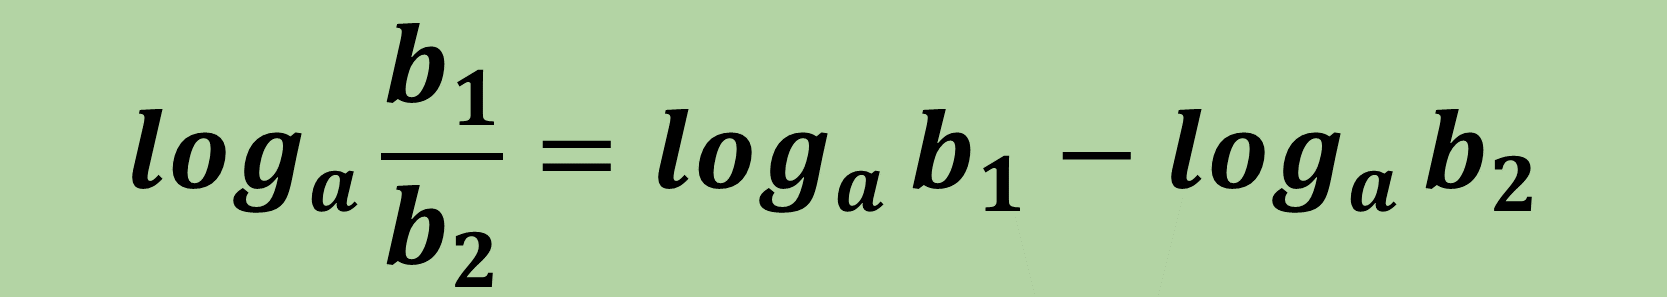 log_a b_1/b_2 = log_a b_1 − log_a b_2